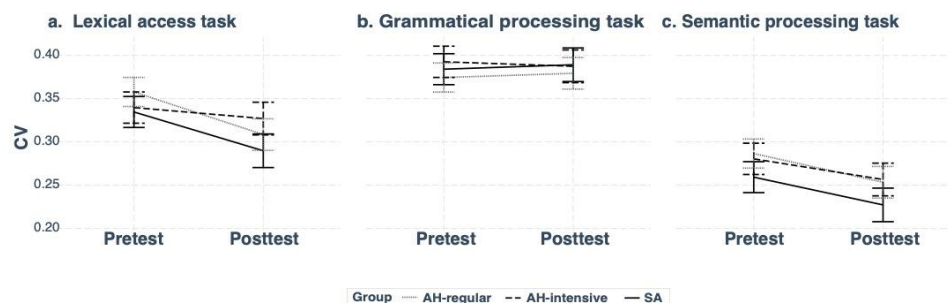 a. Lexical access task
b. Grammatical processing task
c. Semantic processing task
CV
0.40
0.35
0.30
0.25
0.20
Pretest
Posttest
Pretest
Posttest
Pretest
Posttest
Group AH-regular AH-intensive SA